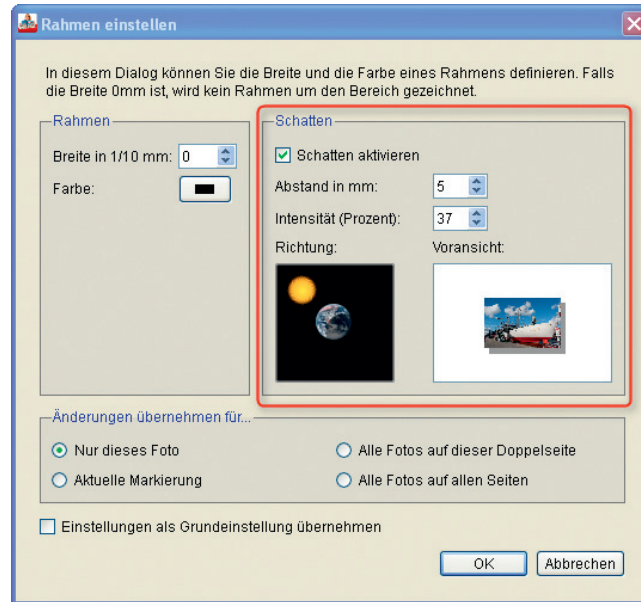 Rahmen einstellen
In diesem Dialog können Sie die Breite und die Farbe eines Rahmens definieren. Falls
die Breite 0mm ist, wird kein Rahmen um den Bereich gezeichnet.
Rahmen
Breite in 1/10 mm: 0
Farbe:
Schatten
Schatten aktivieren
Abstand in mm: 5
Intensität (Prozent): 37
Richtung: Voransicht:
Änderungen übernehmen für...
Nur dieses Foto Alle Fotos auf dieser Doppelseite
Aktuelle Markierung Alle Fotos auf allen Seiten
Einstellungen als Grundeinstellung übernehmen
OK Abbrechen